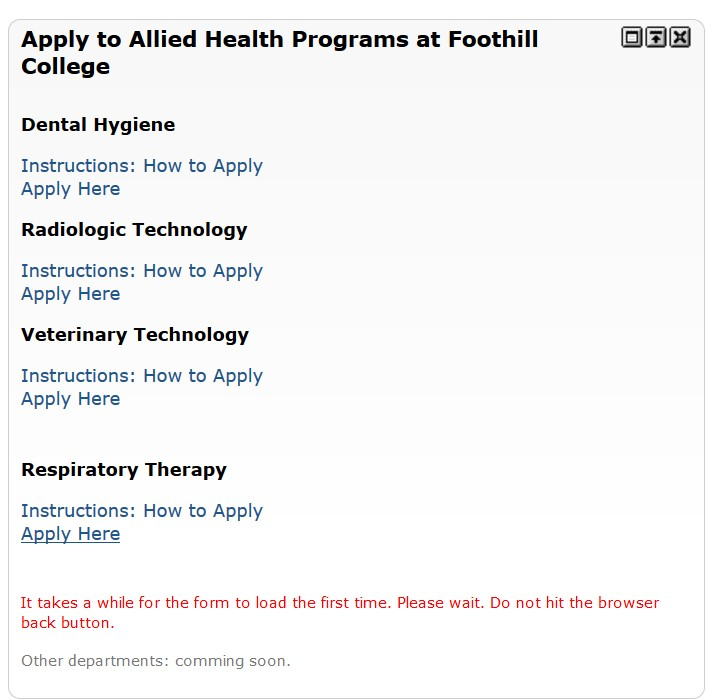 Apply to Allied Health Programs at Foothill
College
Dental Hygiene
Instructions: How to Apply
Apply Here
Radiologic Technology
Instructions: How to Apply
Apply Here
Veterinary Technology
Instructions: How to Apply
Apply Here
Respiratory Therapy
Instructions: How to Apply
Apply Here
It takes a while for the form to load the first time. Please wait. Do not hit the browser
back button.
Other departments: comming soon.